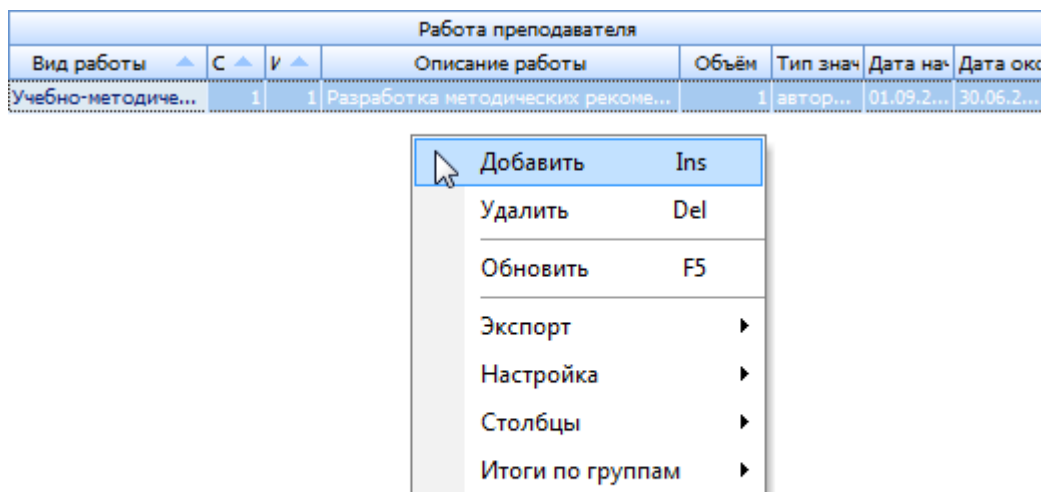 Работа преподавателя
Вид работы С И Описание работы Объём Тип знач Дата нач Дата око
Учебно-методиче... 1 1 Разработка методических рекоме... 1 автор... 01.09.2... 30.06.2...
Добавить Ins
Удалить Del
Обновить F5
Экспорт
Настройка
Столбцы
Итоги по группам